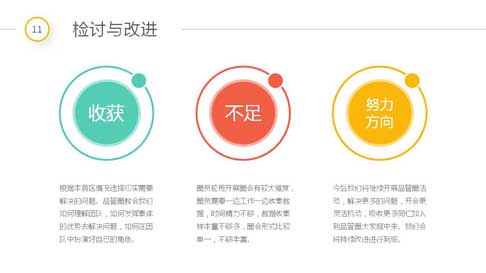 11
检讨与改进
收获
不足
努力
方向
根据本病区情况选择切实需要
解决的问题。品管圈教会我们
如何理解团队，如何发挥集体
的优势去解决问题，如何在团
队中扮演好自己的角色。
圈员轮班开展圈会有较大难度，
圈员需要一边工作一边收集数
据，时间精力不够，数据收集
样本量不够多，圈会形式比较
单一，不够丰富。
今后我们将继续开展品管圈活
动，解决更多的问题，开会更
灵活机动，吸收更多同仁加入
到品管圈大家庭中来。我们会
将持续改进进行到底。